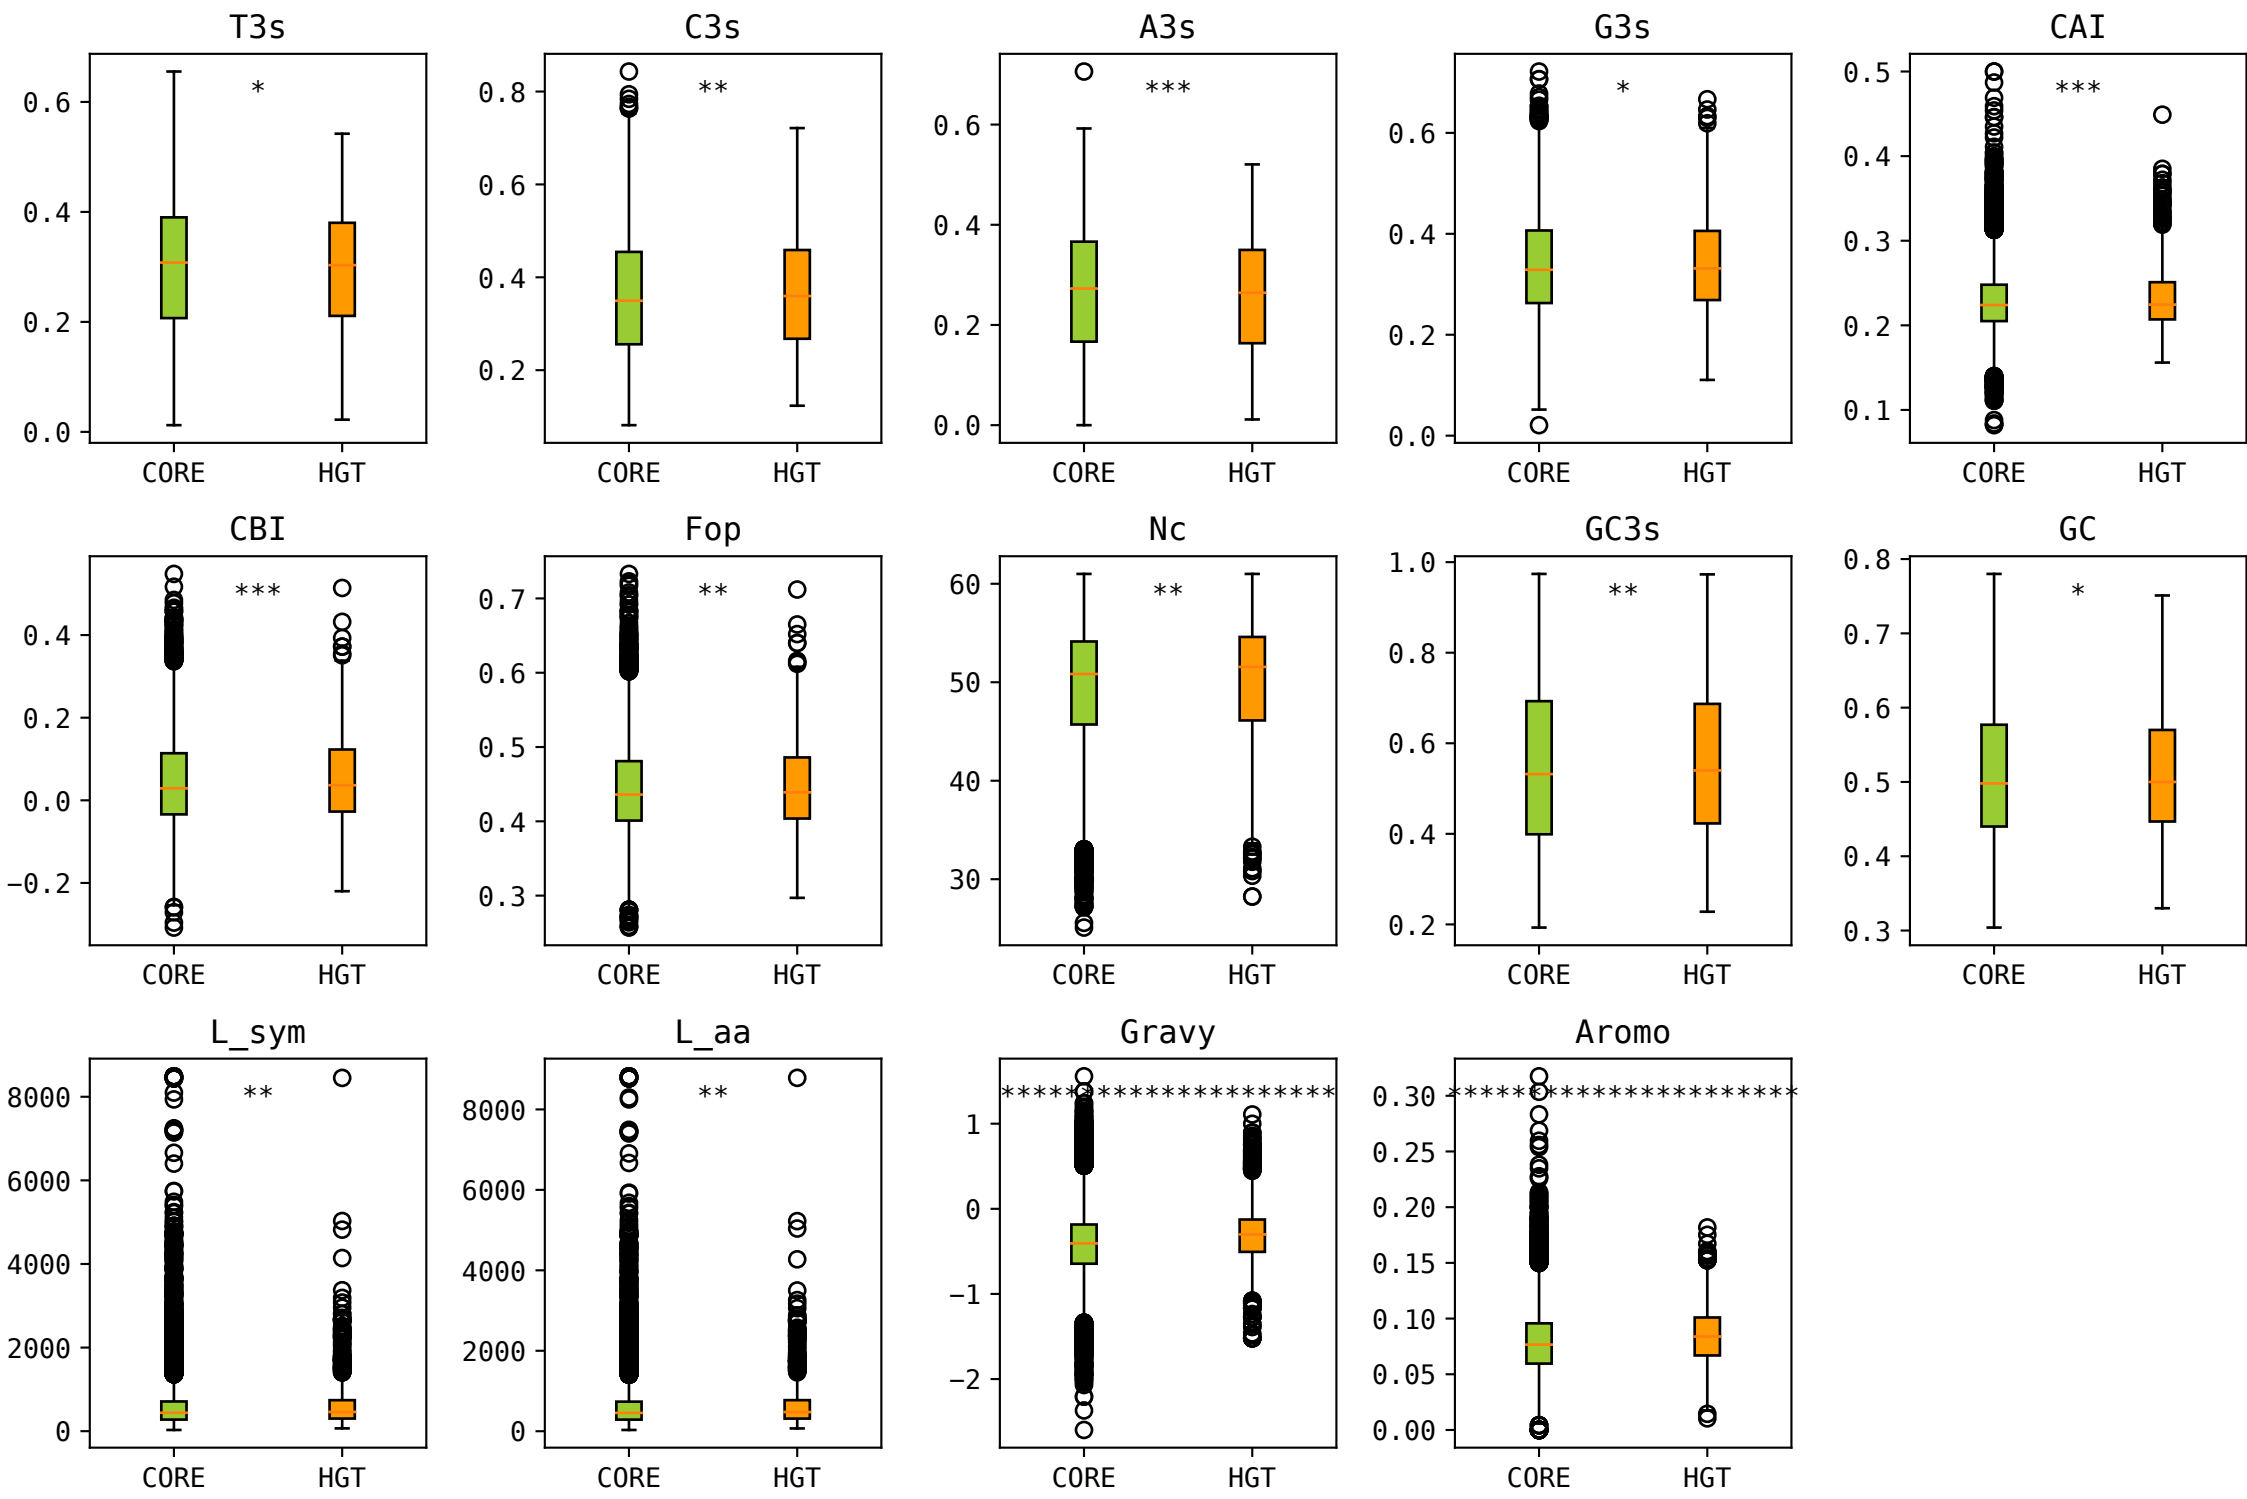 T3s
*
0.6
0.4
0.2
0.0
CORE HGT
C3s
**
0.8
0.6
0.4
0.2
CORE HGT
A3s
***
0.6
0.4
0.2
0.0
CORE HGT
G3s
*
0.6
0.4
0.2
0.0
CORE HGT
CAI
***
0.5
0.4
0.3
0.2
0.1
CORE HGT
CBI
***
0.4
0.2
0.0
−0.2
CORE HGT
Fop
**
0.7
0.6
0.5
0.4
0.3
CORE HGT
Nc
**
60
50
40
30
CORE HGT
GC3s
**
1.0
0.8
0.6
0.4
0.2
CORE HGT
GC
*
0.8
0.7
0.6
0.5
0.4
0.3
CORE HGT
L_sym
**
8000
6000
4000
2000
0
CORE HGT
L_aa
**
8000
6000
4000
2000
0
CORE HGT
Gravy
*********************
1
0
−1
−2
CORE HGT
Aromo
**********************
0.30
0.25
0.20
0.15
0.10
0.05
0.00
CORE HGT